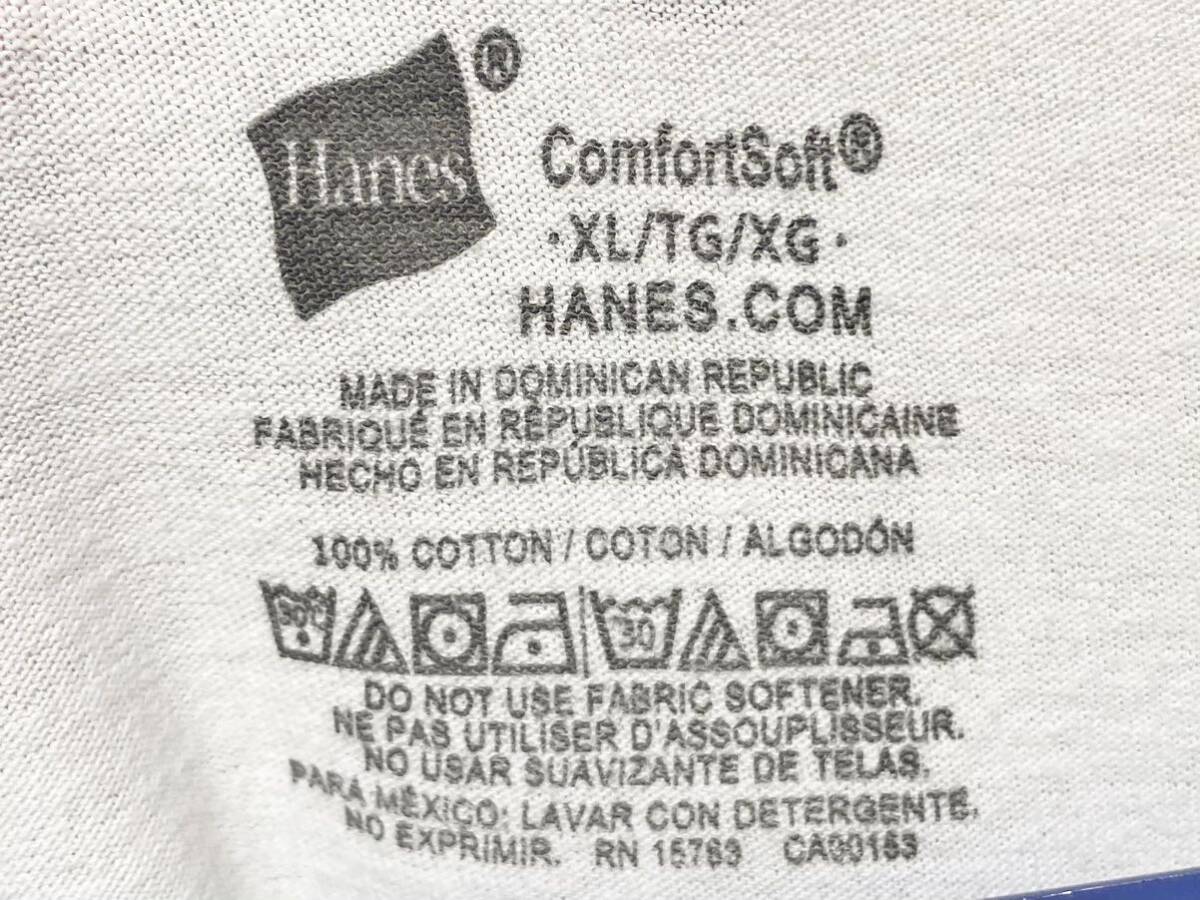 Hanes®
ComfortSoft®
·XL/TG/XG·
HANES.COM
MADE IN DOMINICAN REPUBLIC
FABRIQUÉ EN RÉPUBLIQUE DOMINICAINE
HECHO EN REPÚBLICA DOMINICANA
100% COTTON / COTON / ALGODÓN
30°C 30
DO NOT USE FABRIC SOFTENER.
NE PAS UTILISER D'ASSOUPLISSEUR.
NO USAR SUAVIZANTE DE TELAS.
PARA MÉXICO: LAVAR CON DETERGENTE.
NO EXPRIMIR. RN 15763 CA00153